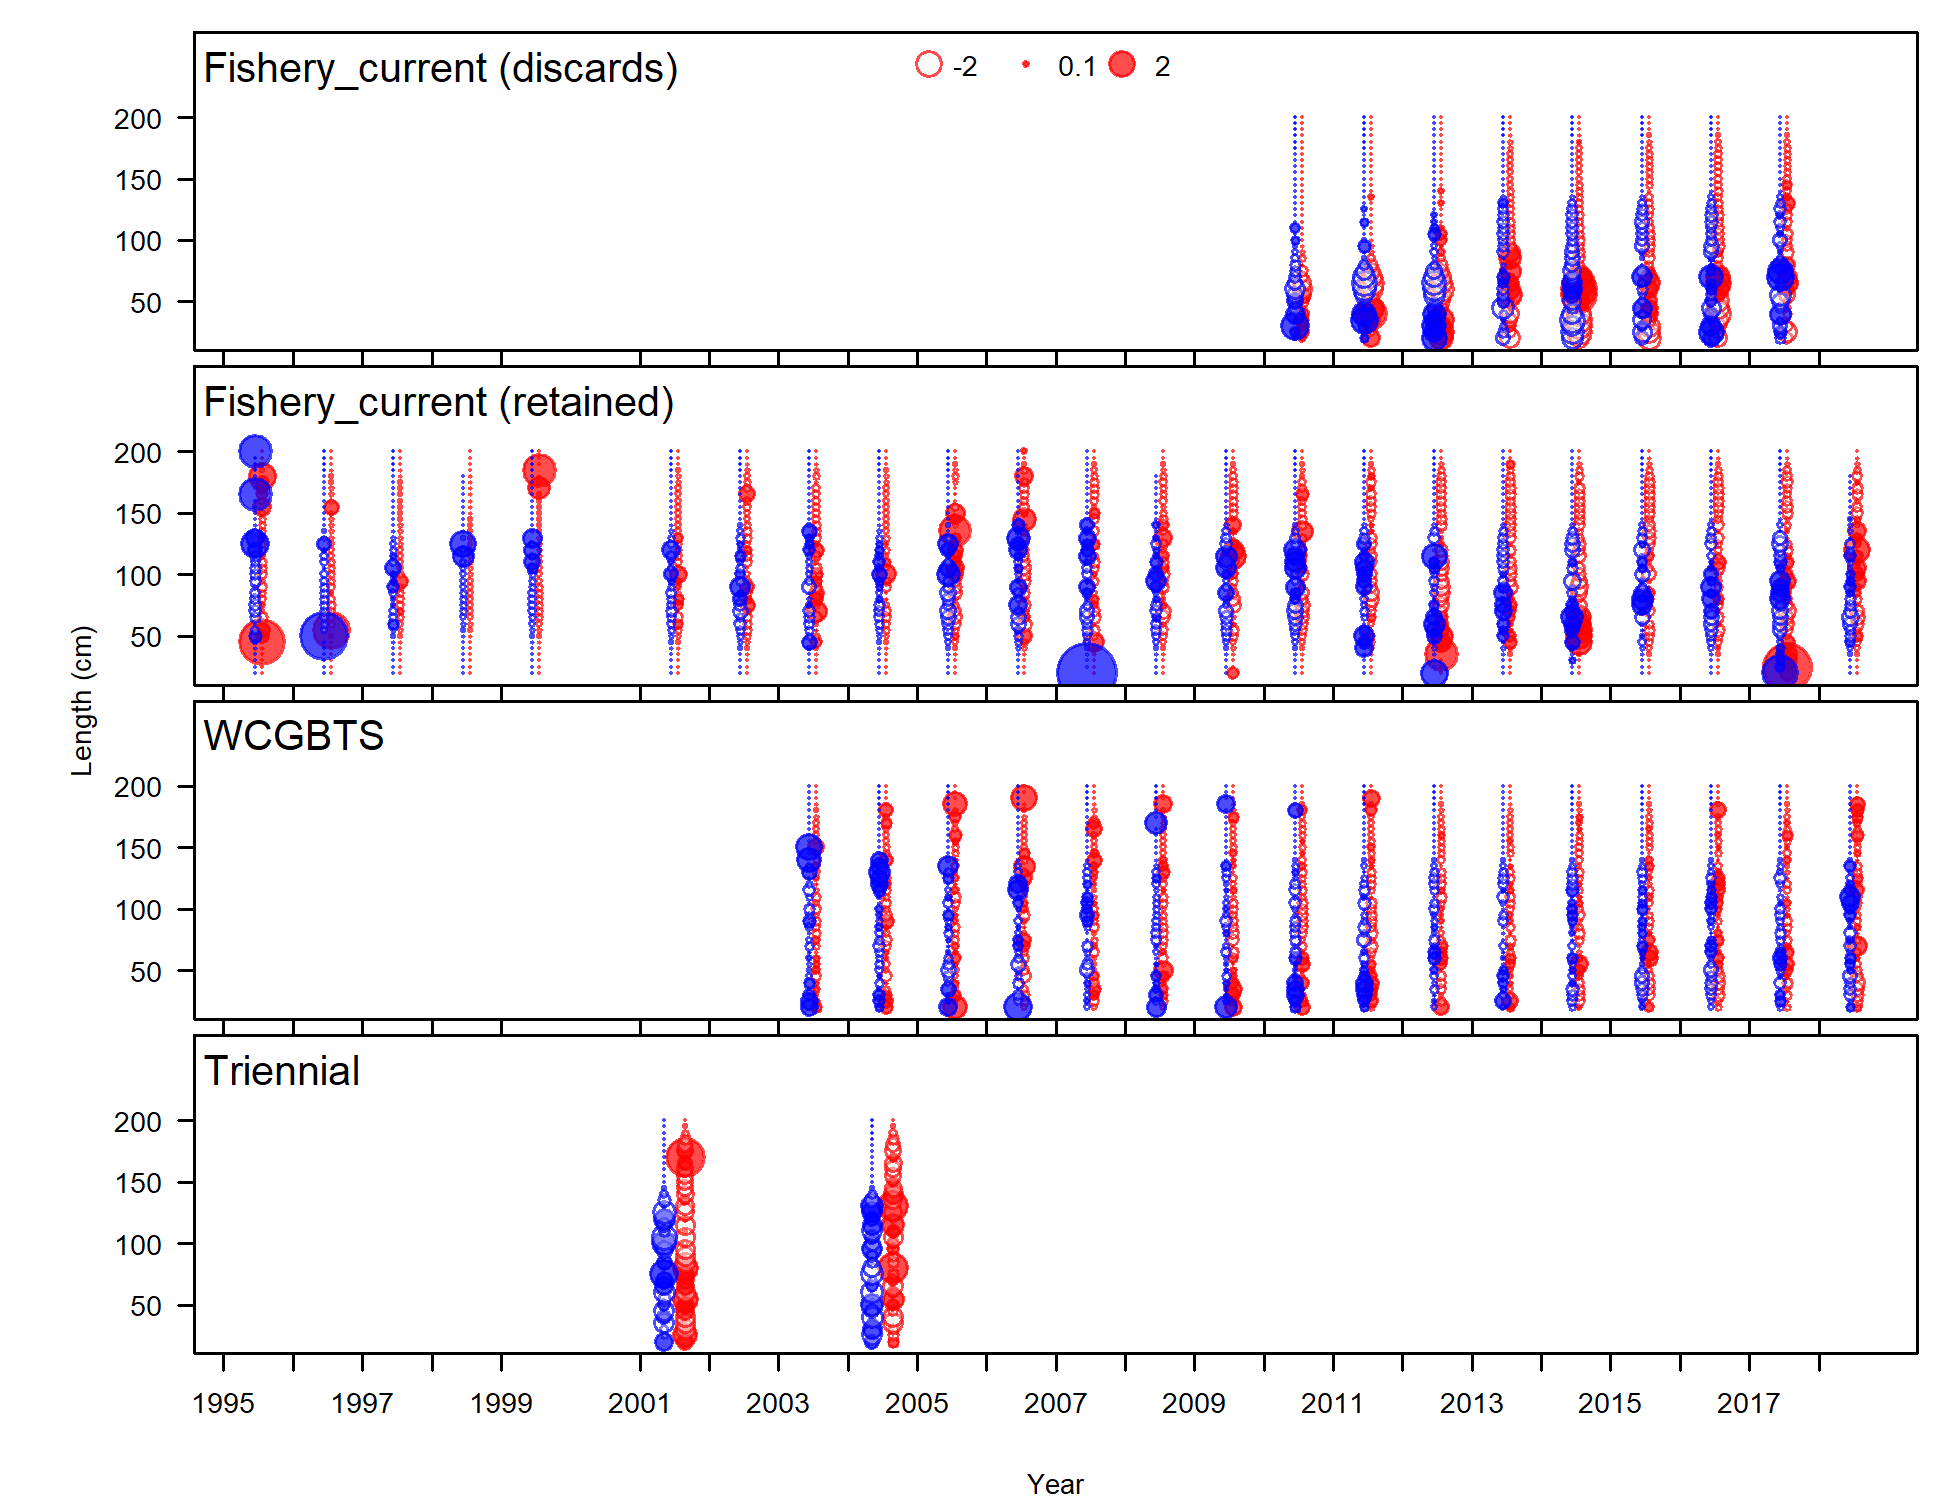 Fishery_current (discards)
-2 0.1 2
200
150
100
50
Fishery_current (retained)
200
150
100
50
Length (cm)
WCGBTS
200
150
100
50
Triennial
200
150
100
50
1995 1997 1999 2001 2003 2005 2007 2009 2011 2013 2015 2017
Year